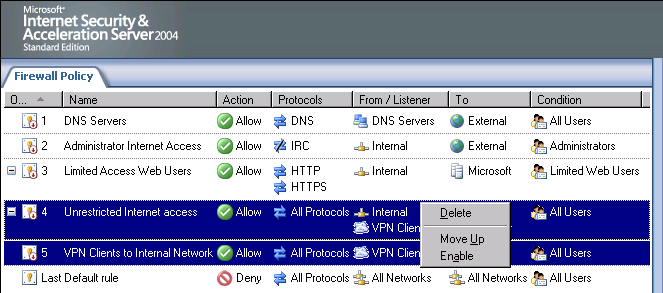 Microsoft®
Internet Security &
Acceleration Server 2004
Standard Edition
Firewall Policy
O... Name Action Protocols From / Listener To Condition
1 DNS Servers Allow DNS DNS Servers External All Users
2 Administrator Internet Access Allow IRC Internal External Administrators
3 Limited Access Web Users Allow HTTP Internal Microsoft Limited Web Users
HTTPS
4 Unrestricted Internet access Allow All Protocols Internal All Users
VPN Clien
5 VPN Clients to Internal Network Allow All Protocols VPN Clien All Users
Last Default rule Deny All Protocols All Networks All Networks All Users
Delete
Move Up
Enable